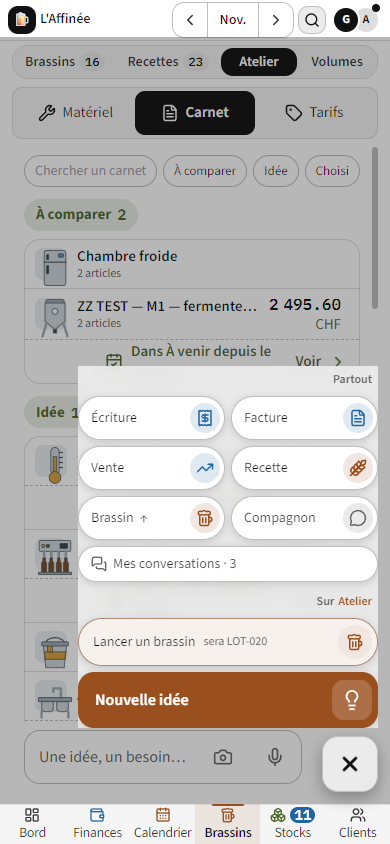 L'Affinée
Nov.
G
A
Brassins 16
Recettes 23
Atelier
Volumes
Matériel
Carnet
Tarifs
Chercher un carnet
À comparer
Idée
Choisi
À comparer 2
Chambre froide
2 articles
ZZ TEST — M1 — fermente… 2 495.60
2 articles
CHF
Dans À venir depuis le
Voir
Idée 1
Partout
Écriture
Facture
Vente
Recette
Brassin ↑
Compagnon
Mes conversations · 3
Sur Atelier
Lancer un brassin sera LOT-020
Nouvelle idée
Une idée, un besoin…
Bord
Finances
Calendrier
Brassins
11
Stocks
Clients